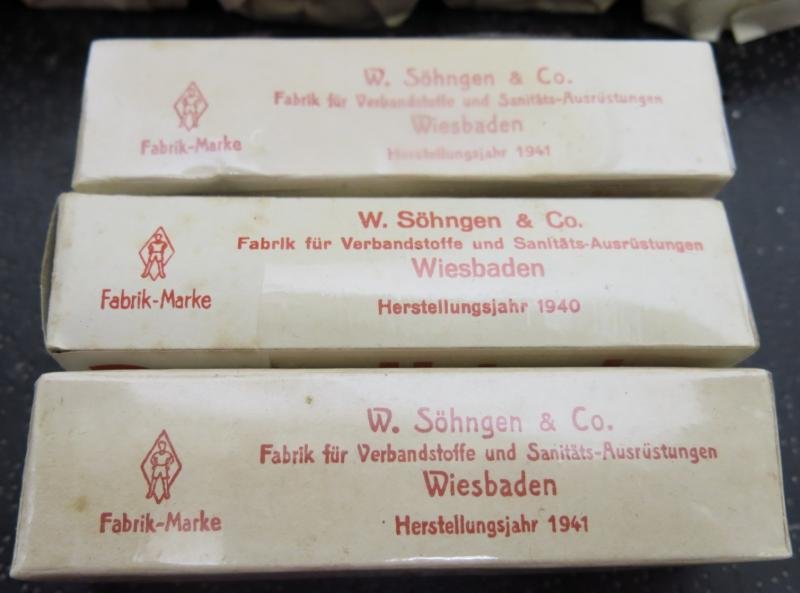 W. Söhngen & Co.
Fabrik für Verbandstoffe und Sanitäts-Ausrüstungen
Wiesbaden
Herstellungsjahr 1941
Fabrik-Marke
W. Söhngen & Co.
Fabrik für Verbandstoffe und Sanitäts-Ausrüstungen
Wiesbaden
Herstellungsjahr 1940
Fabrik-Marke
W. Söhngen & Co.
Fabrik für Verbandstoffe und Sanitäts-Ausrüstungen
Wiesbaden
Herstellungsjahr 1941
Fabrik-Marke